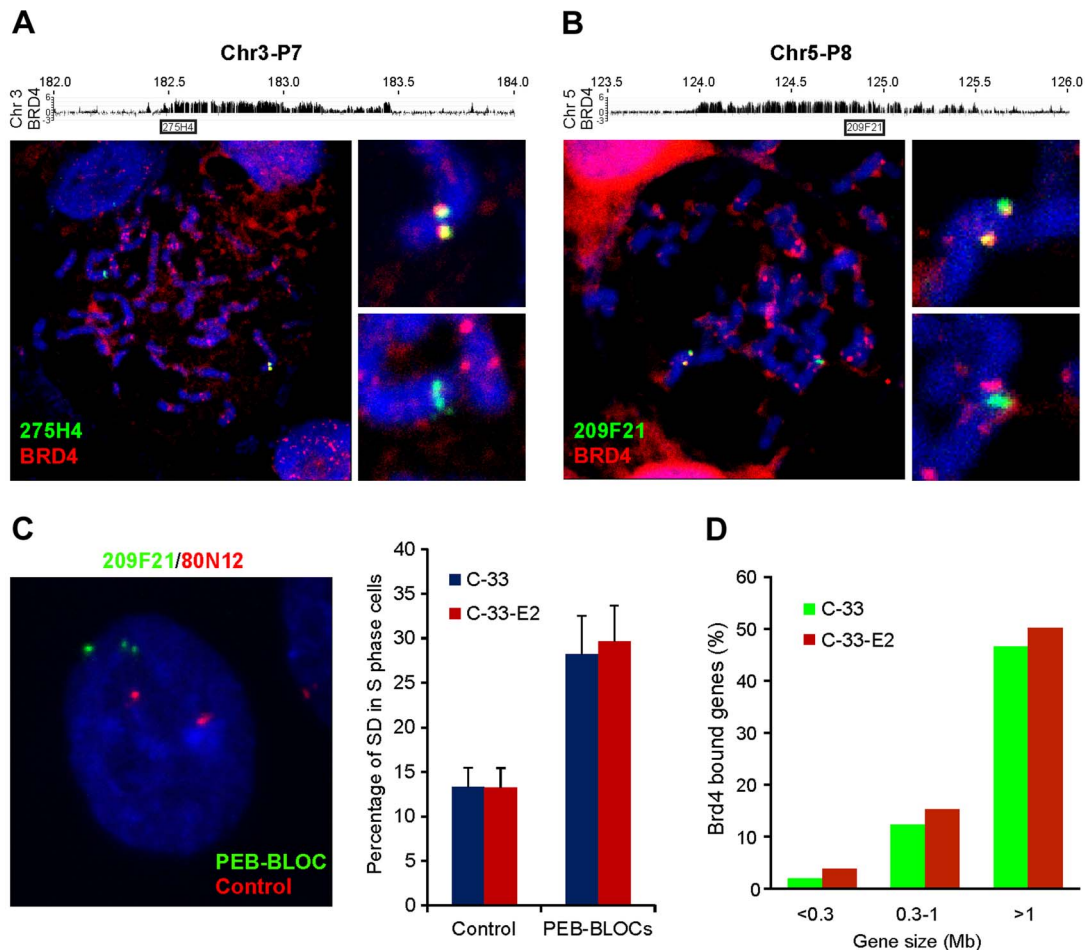 A
Chr3-P7
182.0 182.5 183.0 183.5 184.0
Chr 3
BRD4
6
0
-3
275H4
275H4
BRD4
B
Chr5-P8
123.5 124.0 124.5 125.0 125.5 126.0
Chr 5
BRD4
6
0
-3
209F21
209F21
BRD4
C
209F21/80N12
PEB-BLOC
Control
Percentage of SD in S phase cells
40
35
30
25
20
15
10
5
0
C-33
C-33-E2
Control PEB-BLOCs
D
Brd4 bound genes (%)
60
50
40
30
20
10
0
C-33
C-33-E2
<0.3 0.3-1 >1
Gene size (Mb)